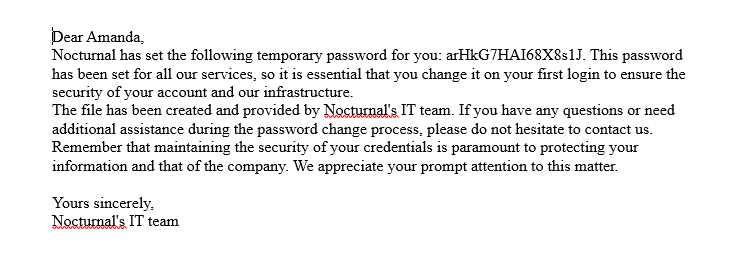 Dear Amanda,
Nocturnal has set the following temporary password for you: arHkG7HAI68X8s1J. This password
has been set for all our services, so it is essential that you change it on your first login to ensure the
security of your account and our infrastructure.
The file has been created and provided by Nocturnal's IT team. If you have any questions or need
additional assistance during the password change process, please do not hesitate to contact us.
Remember that maintaining the security of your credentials is paramount to protecting your
information and that of the company. We appreciate your prompt attention to this matter.
Yours sincerely,
Nocturnal's IT team